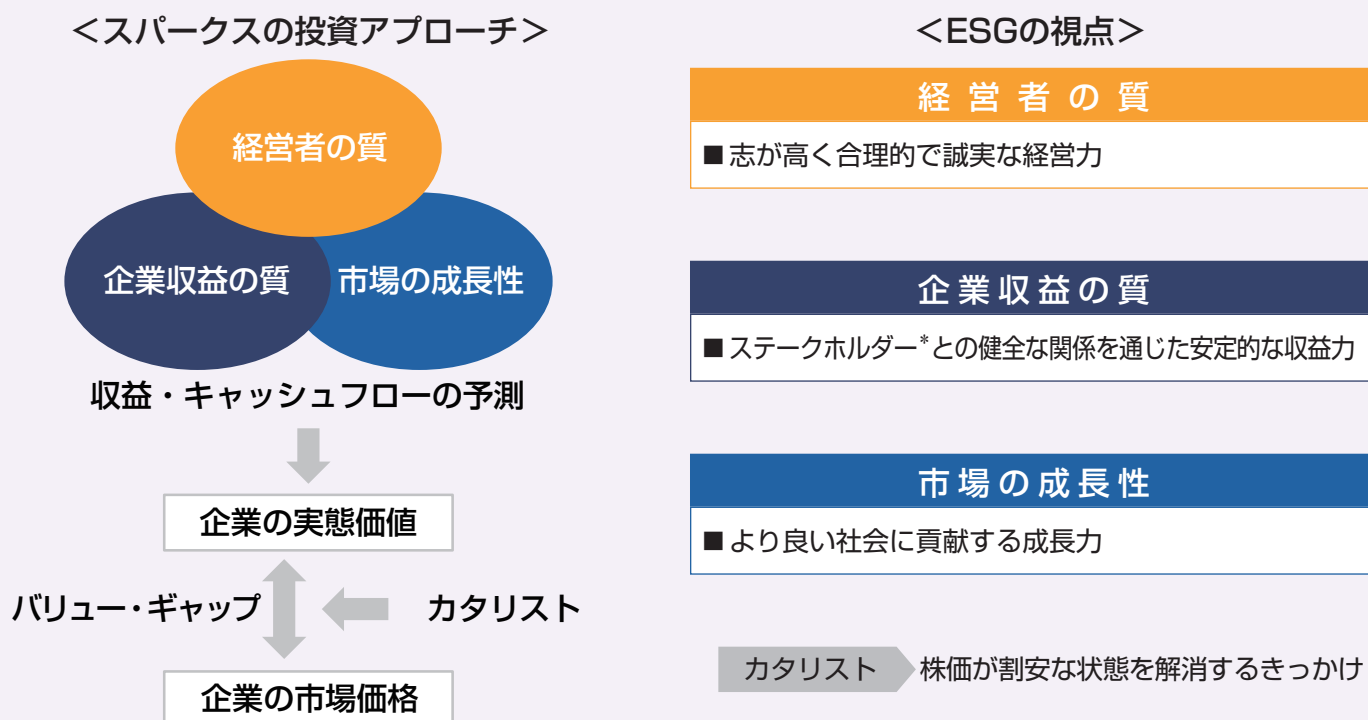 <スパークスの投資アプローチ>
経営者の質
企業収益の質
市場の成長性
収益・キャッシュフローの予測
企業の実態価値
バリュー・ギャップ
カタリスト
企業の市場価格
<ESGの視点>
経営者の質
■志が高く合理的で誠実な経営力
企業収益の質
■ステークホルダー*との健全な関係を通じた安定的な収益力
市場の成長性
■より良い社会に貢献する成長力
カタリスト 株価が割安な状態を解消するきっかけ